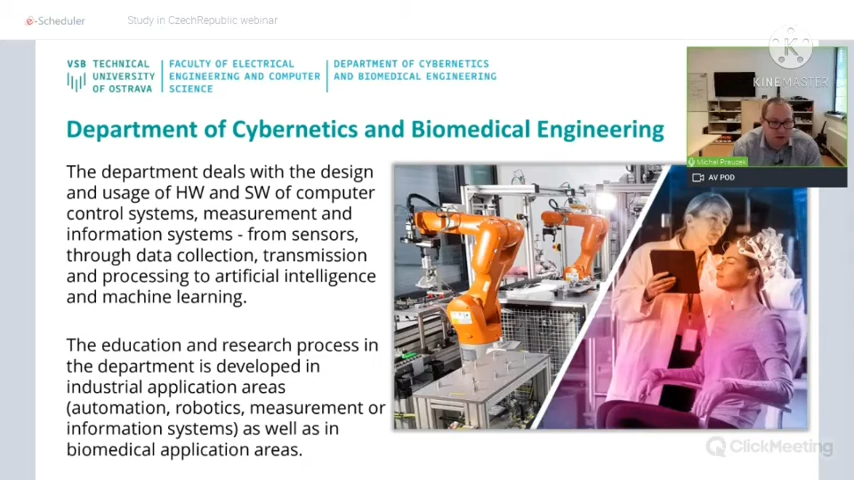 e-Scheduler
Study in CzechRepublic webinar
VSB TECHNICAL
UNIVERSITY
OF OSTRAVA
FACULTY OF ELECTRICAL
ENGINEERING AND COMPUTER
SCIENCE
DEPARTMENT OF CYBERNETICS
AND BIOMEDICAL ENGINEERING
K
KINEMASTER
Department of Cybernetics and Biomedical Engineering
Michal Prauzek
AV POD
The department deals with the design
and usage of HW and SW of computer
control systems, measurement and
information systems - from sensors,
through data collection, transmission
and processing to artificial intelligence
and machine learning.
The education and research process in
the department is developed in
industrial application areas
(automation, robotics, measurement or
information systems) as well as in
biomedical application areas.
ClickMeeting